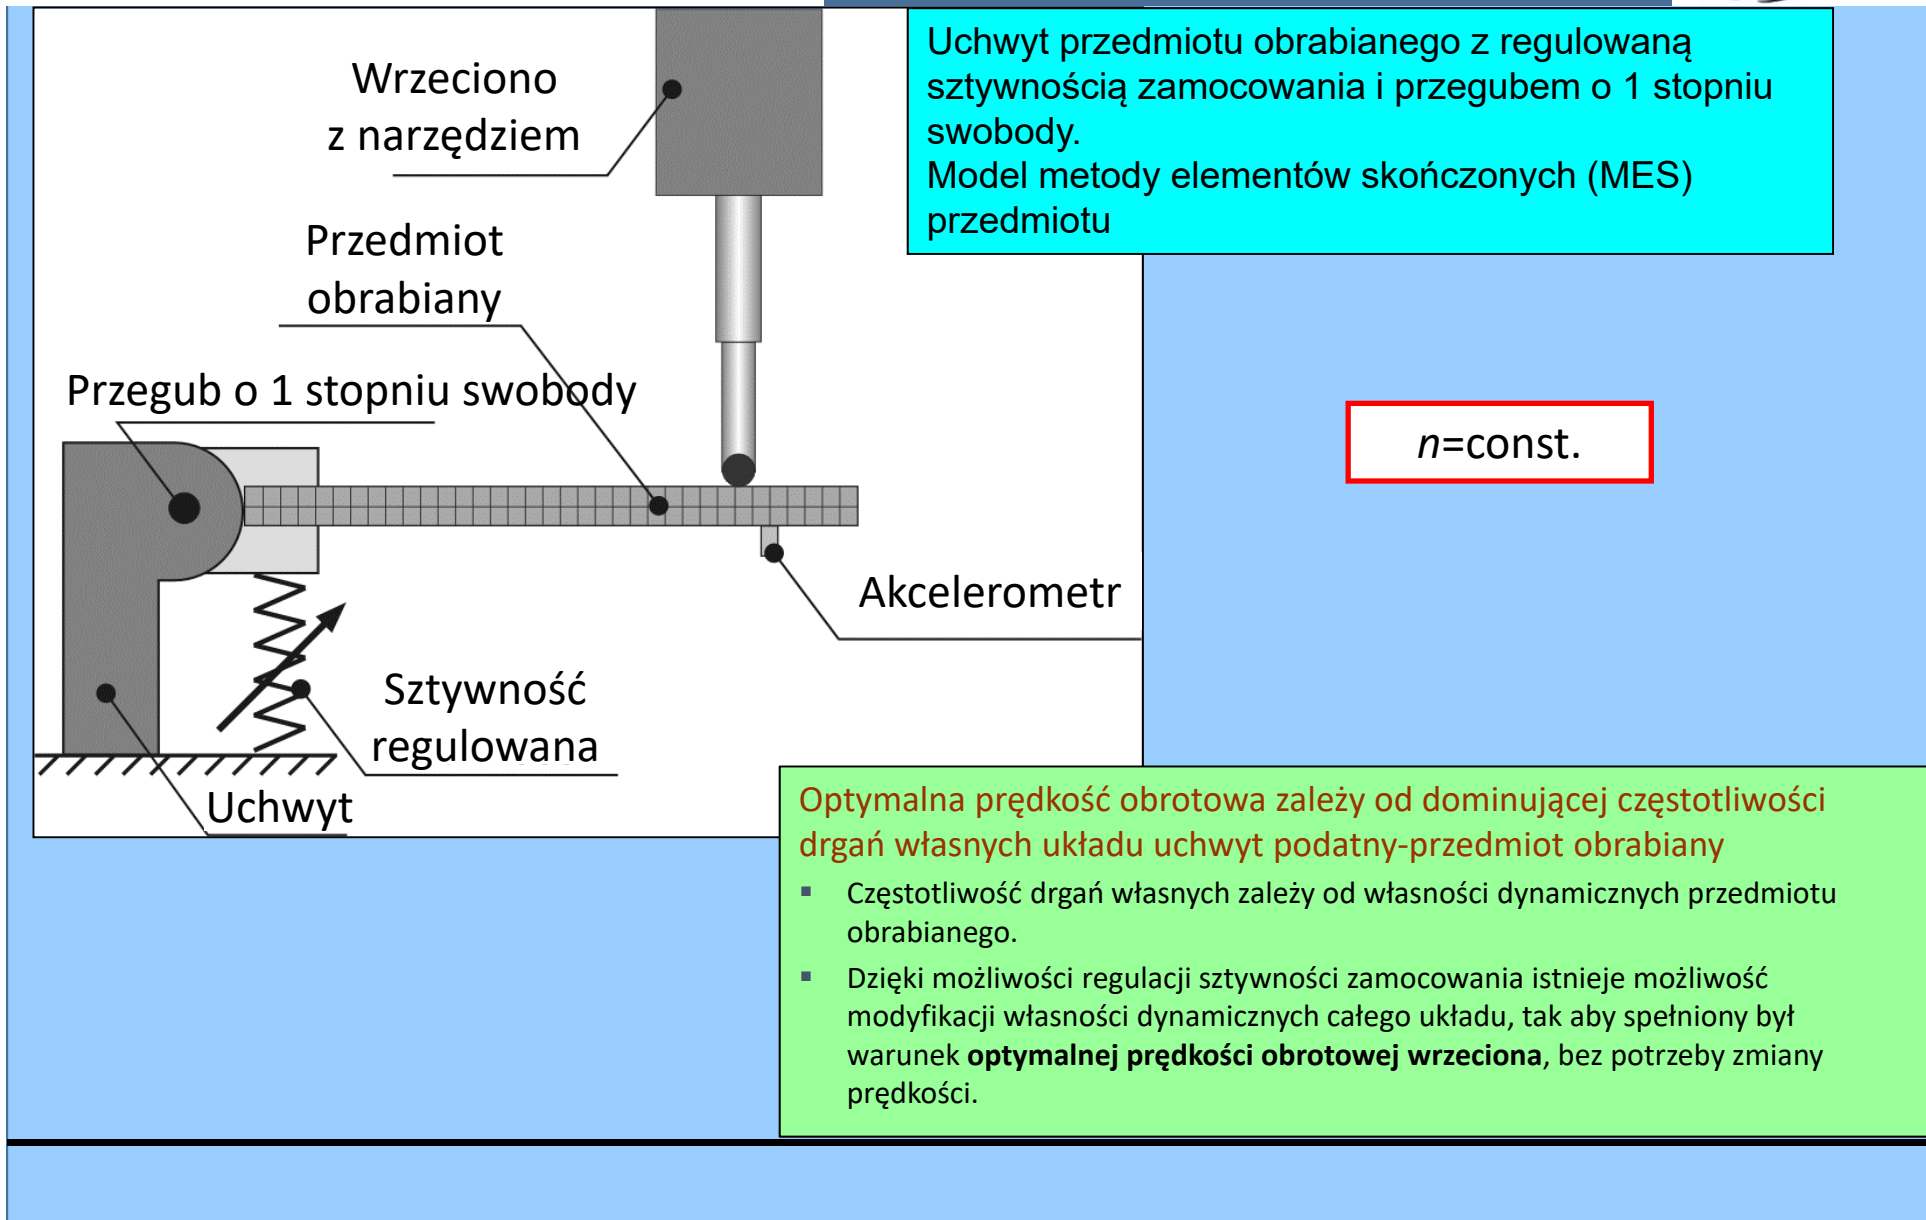 Uchwyt przedmiotu obrabianego z regulowaną
sztywnością zamocowania i przegubem o 1 stopniu
swobody.
Model metody elementów skończonych (MES)
przedmiotu
Wrzeciono
z narzędziem
Przedmiot
obrabiany
Przegub o 1 stopniu swobody
n=const.
Akcelerometr
Sztywność
regulowana
Uchwyt
Optymalna prędkość obrotowa zależy od dominującej częstotliwości
drgań własnych układu uchwyt podatny-przedmiot obrabiany
▪ Częstotliwość drgań własnych zależy od własności dynamicznych przedmiotu
obrabianego.
▪ Dzięki możliwości regulacji sztywności zamocowania istnieje możliwość
modyfikacji własności dynamicznych całego układu, tak aby spełniony był
warunek optymalnej prędkości obrotowej wrzeciona, bez potrzeby zmiany
prędkości.